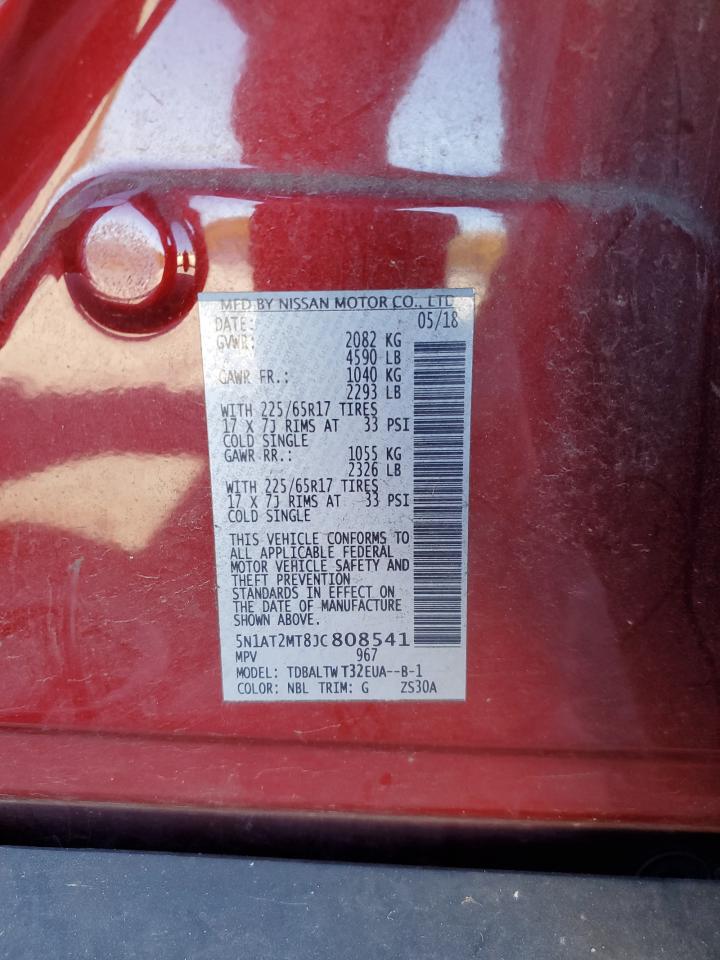 MFD BY NISSAN MOTOR CO., LTD
DATE: 05/18
GVWR: 2082 KG
4590 LB
GAWR FR.: 1040 KG
2293 LB
WITH 225/65R17 TIRES
17 X 7J RIMS AT 33 PSI
COLD SINGLE
GAWR RR.: 1055 KG
2326 LB
WITH 225/65R17 TIRES
17 X 7J RIMS AT 33 PSI
COLD SINGLE
THIS VEHICLE CONFORMS TO
ALL APPLICABLE FEDERAL
MOTOR VEHICLE SAFETY AND
THEFT PREVENTION
STANDARDS IN EFFECT ON
THE DATE OF MANUFACTURE
SHOWN ABOVE.
5N1AT2MT8JC808541
MPV 967
MODEL: TDBALTW T32EUA--B-1
COLOR: NBL TRIM: G ZS30A